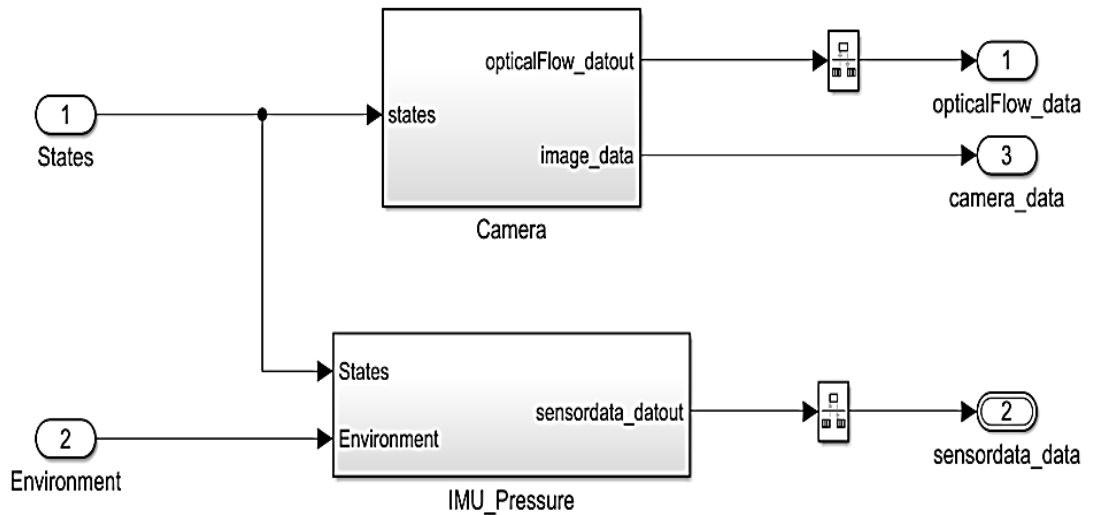 opticalFlow_datout
1
opticalFlow_data
1
States
states
image_data
3
camera_data
Camera
States
sensordata_datout
2
sensordata_data
2
Environment
Environment
IMU_Pressure